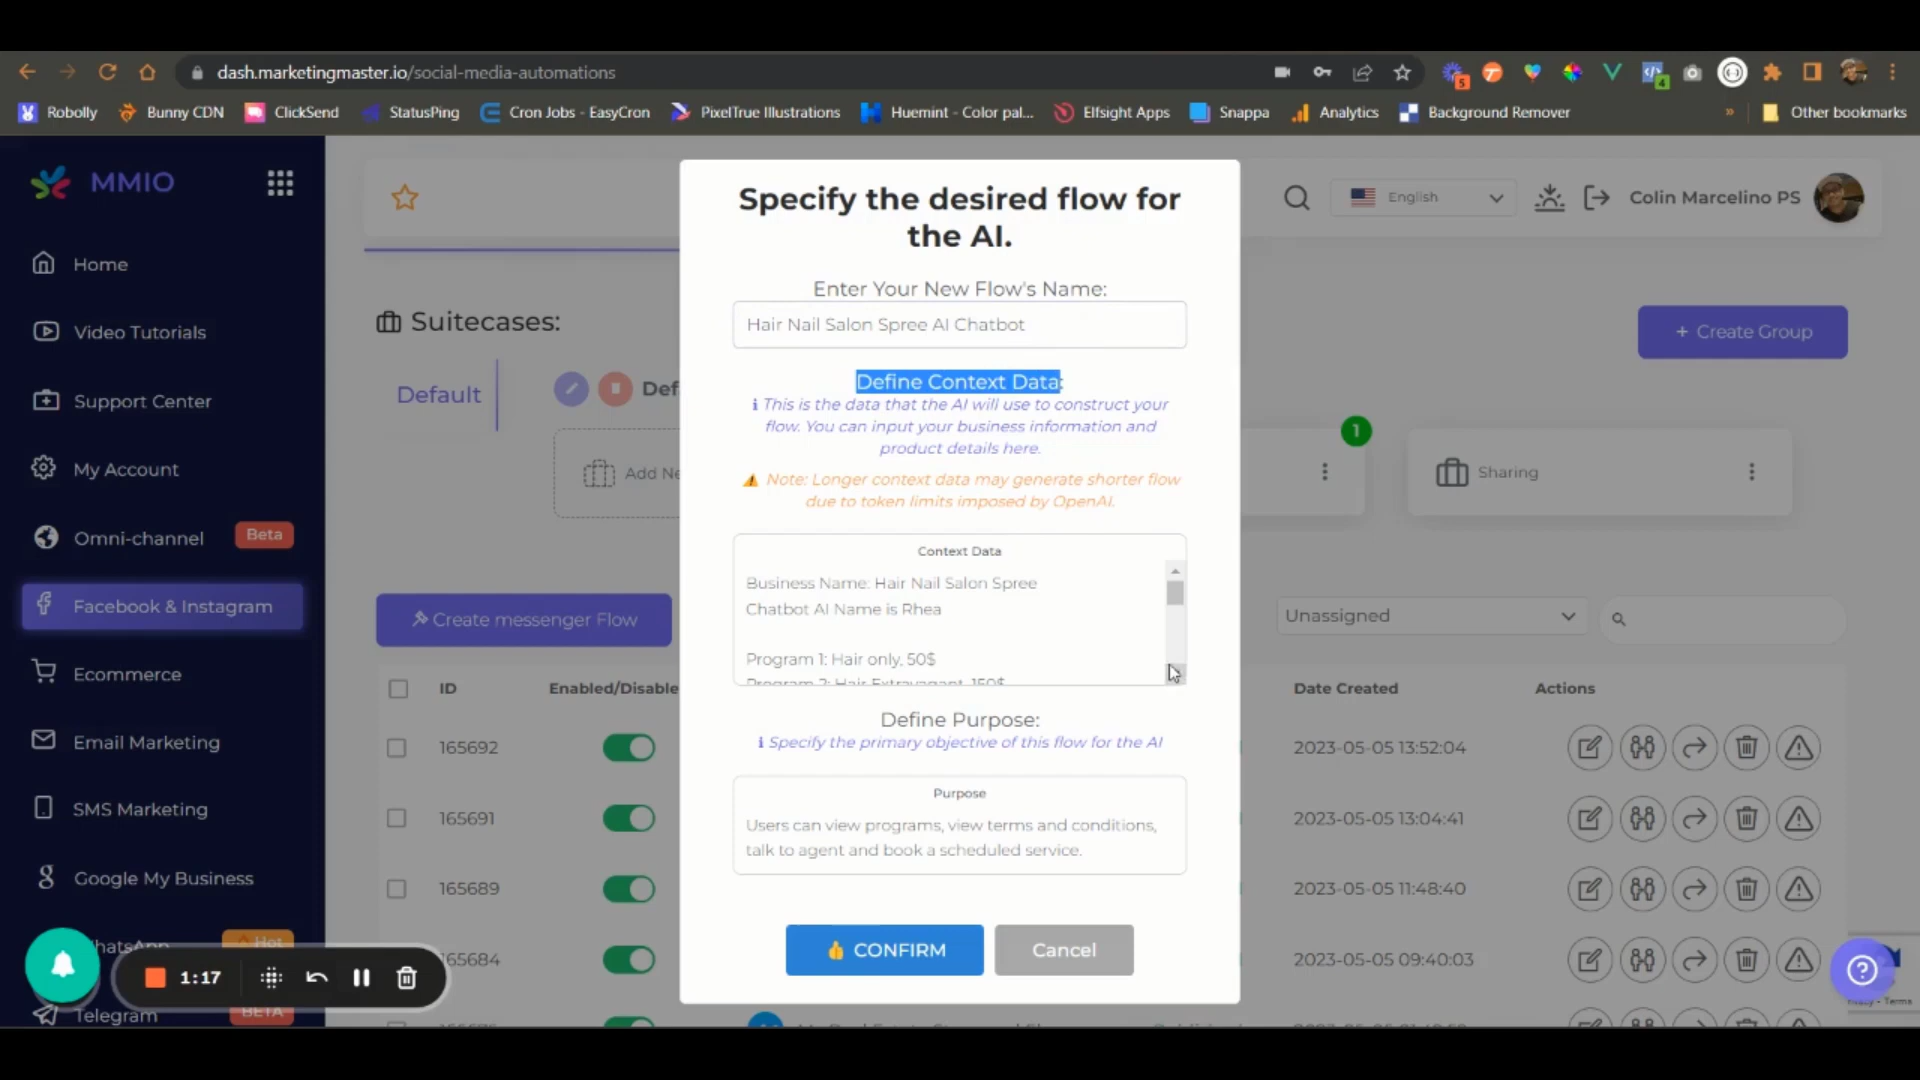 dash.marketingmaster.io/social-media-automations
5
4
Robolly
Bunny CDN
ClickSend
StatusPing
Cron Jobs - EasyCron
PixelTrue Illustrations
Huemint - Color pal...
Elfsight Apps
Snappa
Analytics
Background Remover
»
Other bookmarks
MMIO
Home
Video Tutorials
Support Center
My Account
Omni-channel
Beta
Facebook & Instagram
Ecommerce
Email Marketing
SMS Marketing
Google My Business
Hot
Telegram
BETA
1:17
English
Colin Marcelino PS
Suitecases:
+ Create Group
Default
1
Sharing
Create messenger Flow
Unassigned
ID
Enabled/Disable
Date Created
Actions
165692
2023-05-05 13:52:04
165691
2023-05-05 13:04:41
165689
2023-05-05 11:48:40
65684
2023-05-05 09:40:03
Specify the desired flow for
the AI.
Enter Your New Flow's Name:
Hair Nail Salon Spree AI Chatbot
Define Context Data:
This is the data that the AI will use to construct your
flow. You can input your business information and
product details here.
Note: Longer context data may generate shorter flow
due to token limits imposed by OpenAI.
Context Data
Business Name: Hair Nail Salon Spree
Chatbot AI Name is Rhea
Program 1: Hair only, 50$
Program 2: Hair Extravagant, 150$
Define Purpose:
Specify the primary objective of this flow for the AI
Purpose
Users can view programs, view terms and conditions,
talk to agent and book a scheduled service.
CONFIRM
Cancel
- Terms